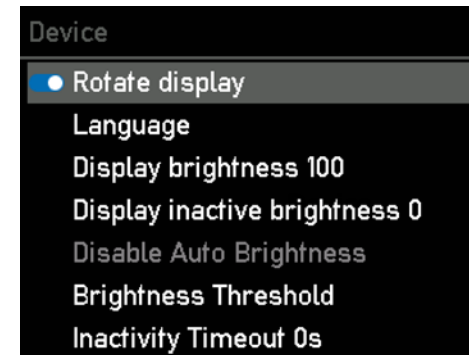 Device
Rotate display
Language
Display brightness 100
Display inactive brightness 0
Disable Auto Brightness
Brightness Threshold
Inactivity Timeout 0s